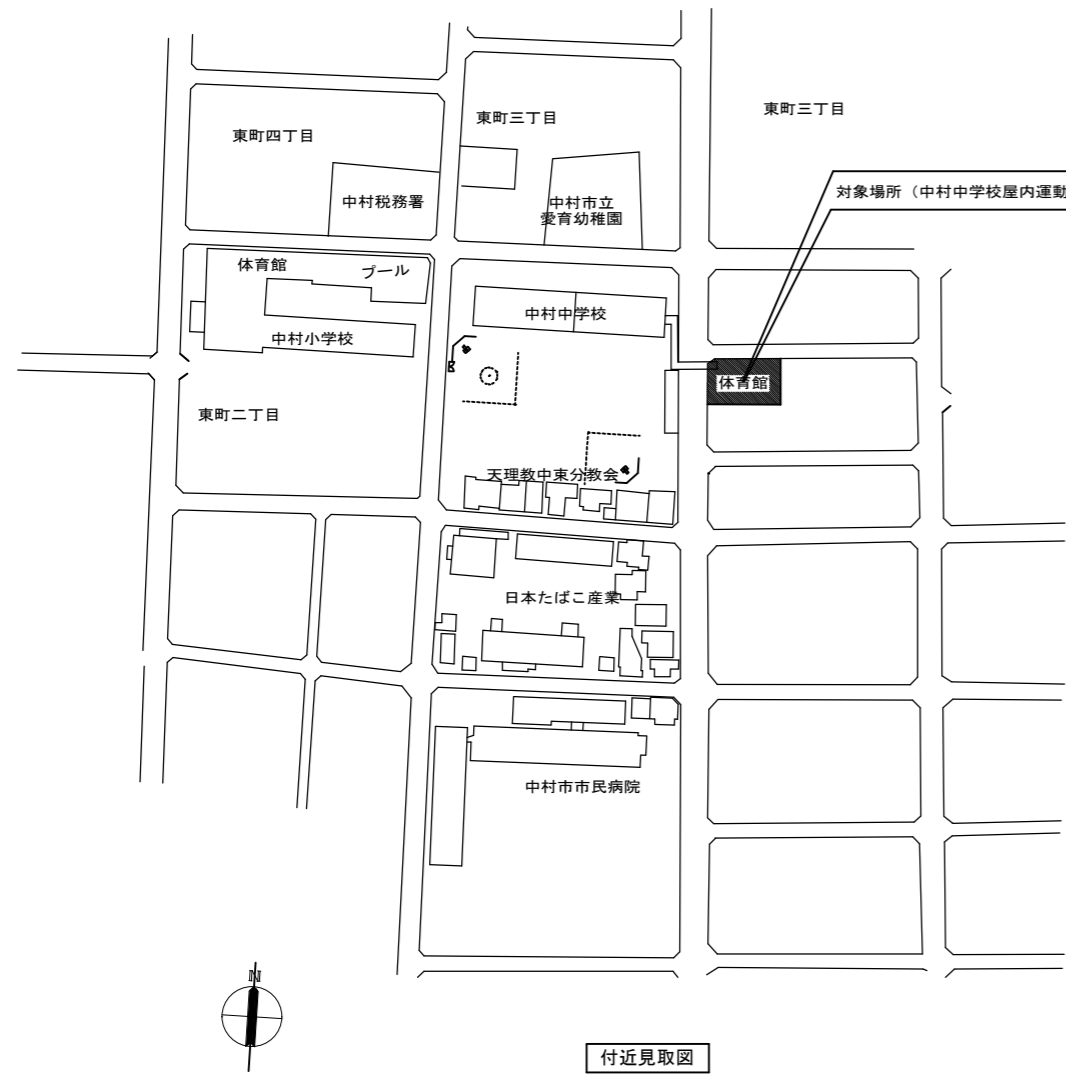 東町三丁目
東町三丁目
東町四丁目
対象場所（中村中学校屋内運動
中村税務署
中村市立
愛育幼稚園
体育館
プール
中村中学校
中村小学校
体育館
東町二丁目
天理教中東分教会
日本たばこ産業
中村市市民病院
N
付近見取図